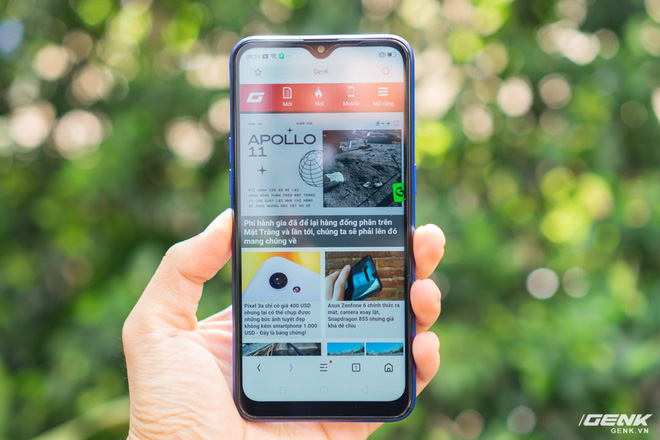 GenK
Mới Hot Mobile Mở rộng
APOLLO
11
Phi hành gia đã để lại hàng đống phân trên
Mặt Trăng và lần tới, chúng ta sẽ phải lên đó
mang chúng về
Pixel 3a chỉ có giá 400 USD
nhưng lại có thể chụp được
những bức ảnh tuyệt đẹp
không kém smartphone 1.000
USD - Đây là bằng chứng!
Asus Zenfone 6 chính thức ra
mắt, camera xoay lật,
Snapdragon 855 nhưng giá
khá dễ chịu
1
GENK
GENK.VN